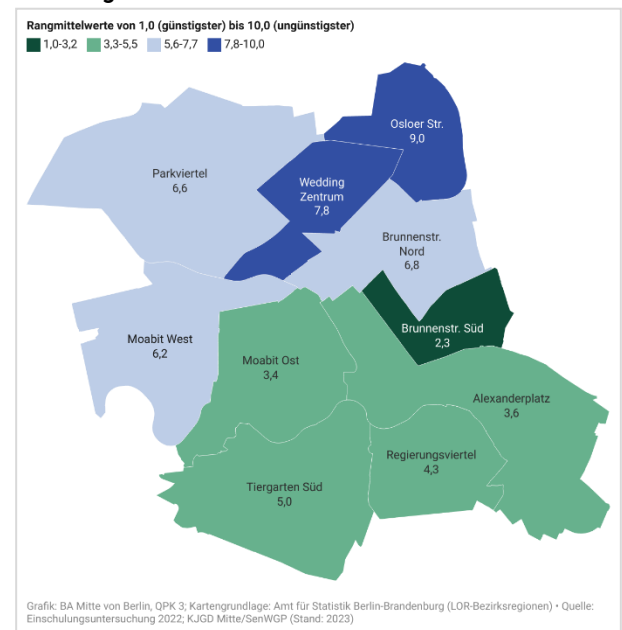 Rangmittelwerte von 1,0 (günstigster) bis 10,0 (ungünstigster)
1,0-3,2 3,3-5,5 5,6-7,7 7,8-10,0
Osloer Str.
9,0
Parkviertel
6,6
Wedding
Zentrum
7,8
Brunnenstr.
Nord
6,8
Brunnenstr. Süd
2,3
Moabit West
6,2
Moabit Ost
3,4
Alexanderplatz
3,6
Regierungsviertel
4,3
Tiergarten Süd
5,0
Grafik: BA Mitte von Berlin, QPK 3; Kartengrundlage: Amt für Statistik Berlin-Brandenburg (LOR-Bezirksregionen) • Quelle:
Einschulungsuntersuchung 2022; KJGD Mitte/SenWGP (Stand: 2023)